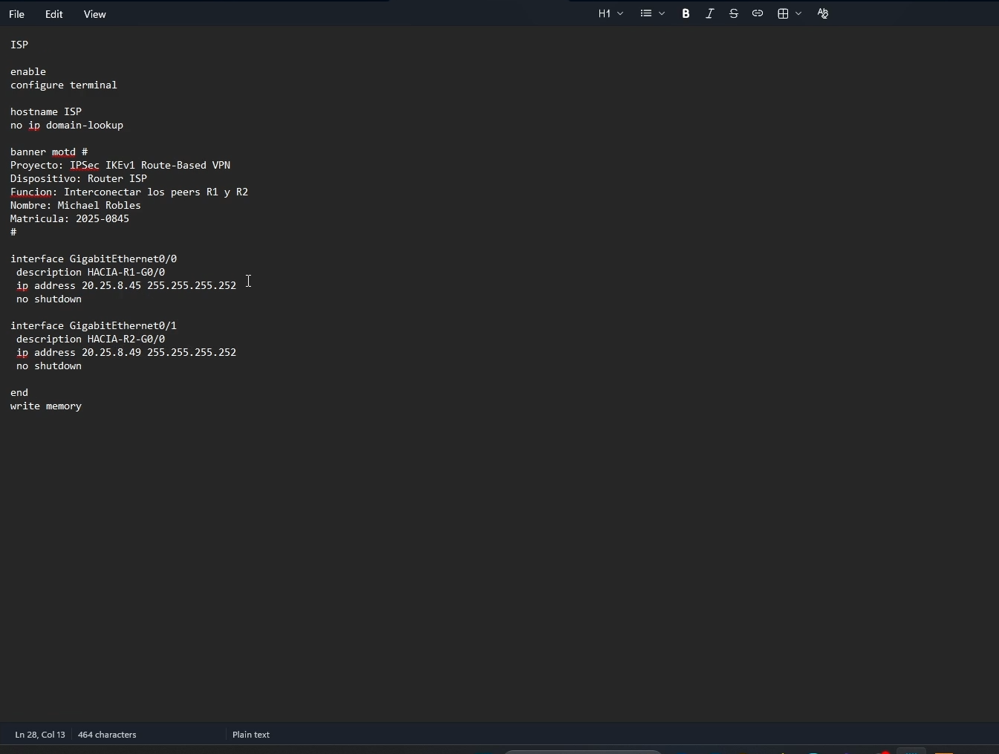 File Edit View H1 B I S
ISP
enable
configure terminal
hostname ISP
no ip domain-lookup
banner motd #
Proyecto: IPSec IKEv1 Route-Based VPN
Dispositivo: Router ISP
Funcion: Interconectar los peers R1 y R2
Nombre: Michael Robles
Matricula: 2025-0845
#
interface GigabitEthernet0/0
description HACIA-R1-G0/0
ip address 20.25.8.45 255.255.255.252
no shutdown
interface GigabitEthernet0/1
description HACIA-R2-G0/0
ip address 20.25.8.49 255.255.255.252
no shutdown
end
write memory
Ln 28, Col 13 464 characters Plain text